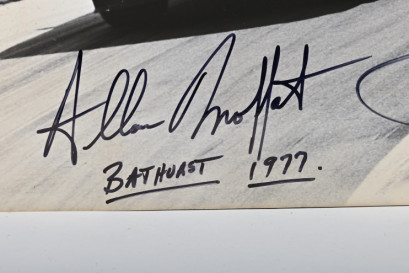 Allan Moffat
BATHURST 1977.